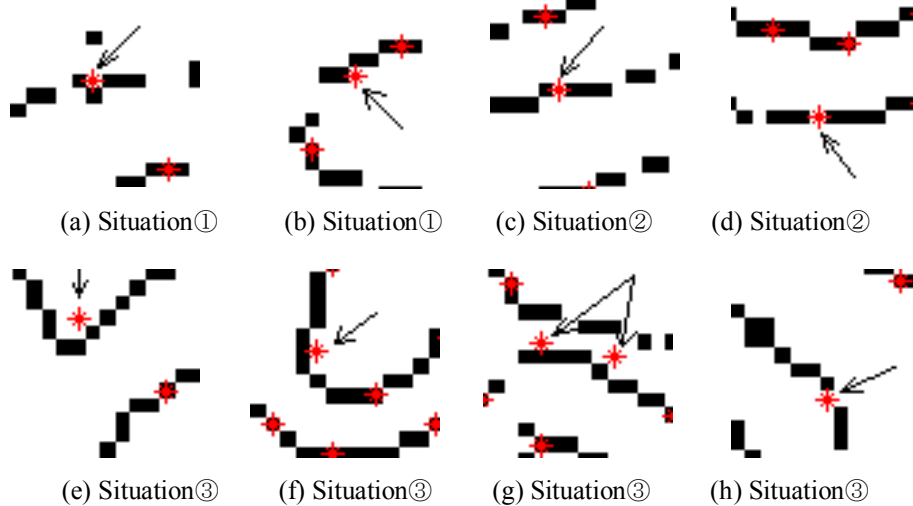 (a) Situation① (b) Situation① (c) Situation② (d) Situation②
(e) Situation③ (f) Situation③ (g) Situation③ (h) Situation③